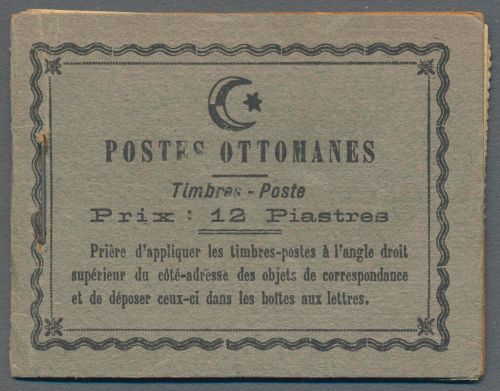 POSTES OTTOMANES
Timbres - Poste
Prix : 12 Piastres
Prière d'appliquer les timbres-postes à l'angle droit
supérieur du côté-adresse des objets de correspondance
et de déposer ceux-ci dans les boîtes aux lettres.